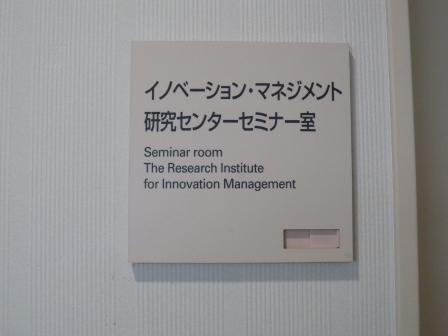 イノベーション・マネジメント
研究センターセミナー室
Seminar room
The Research Institute
for Innovation Management